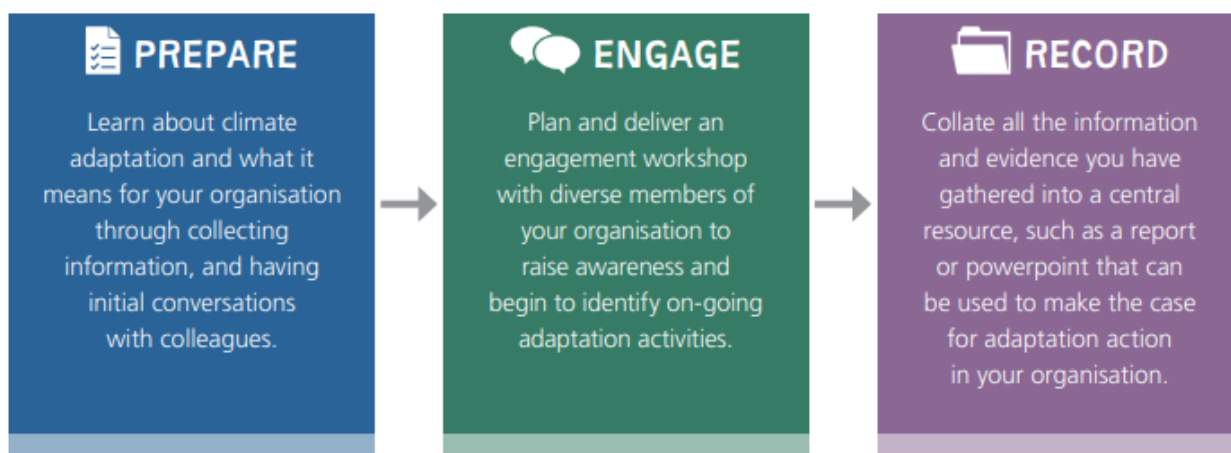 PREPARE
Learn about climate
adaptation and what it
means for your organisation
through collecting
information, and having
initial conversations
with colleagues.
ENGAGE
Plan and deliver an
engagement workshop
with diverse members of
your organisation to
raise awareness and
begin to identify on-going
adaptation activities.
RECORD
Collate all the information
and evidence you have
gathered into a central
resource, such as a report
or powerpoint that can
be used to make the case
for adaptation action
in your organisation.